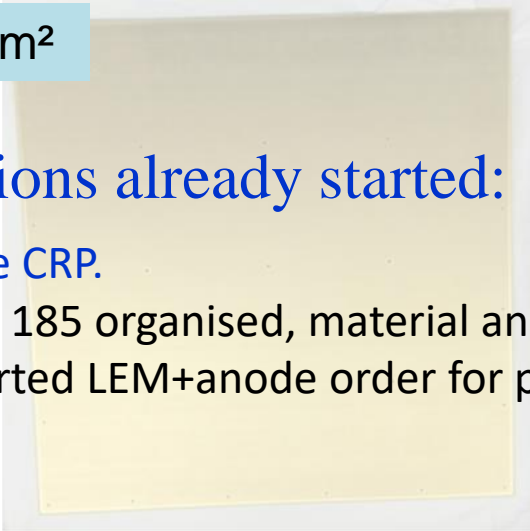 m²
ions already started:
e CRP.
185 organised, material an
rted LEM+anode order for p